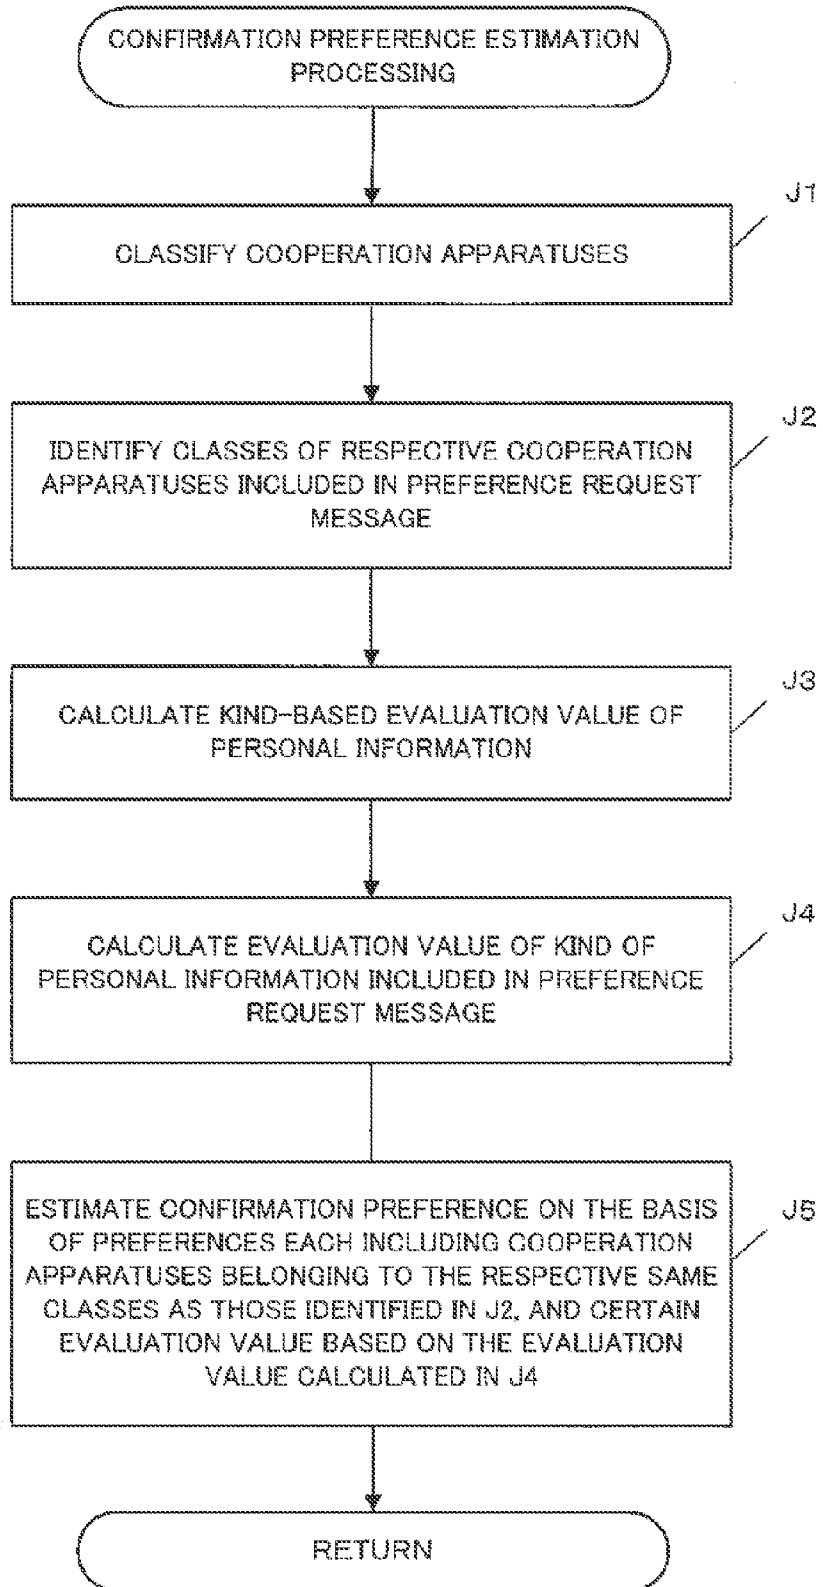 CONFIRMATION PREFERENCE ESTIMATION
PROCESSING
J1
CLASSIFY COOPERATION APPARATUSES
J2
IDENTIFY CLASSES OF RESPECTIVE COOPERATION
APPARATUSES INCLUDED IN PREFERENCE REQUEST
MESSAGE
J3
CALCULATE KIND-BASED EVALUATION VALUE OF
PERSONAL INFORMATION
J4
CALCULATE EVALUATION VALUE OF KIND OF
PERSONAL INFORMATION INCLUDED IN PREFERENCE
REQUEST MESSAGE
J5
ESTIMATE CONFIRMATION PREFERENCE ON THE BASIS
OF PREFERENCES EACH INCLUDING COOPERATION
APPARATUSES BELONGING TO THE RESPECTIVE SAME
CLASSES AS THOSE IDENTIFIED IN J2, AND CERTAIN
EVALUATION VALUE BASED ON THE EVALUATION
VALUE CALCULATED IN J4
RETURN